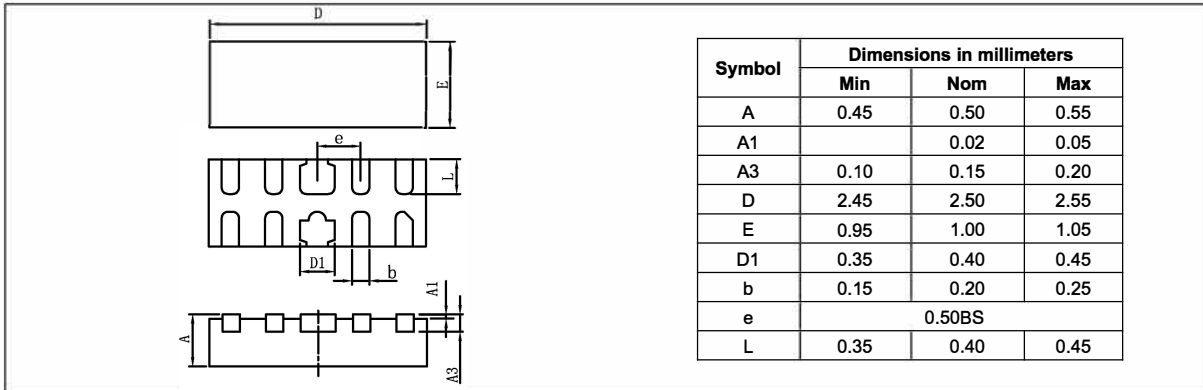 D
E
e
L
D1
b
A1
A
A3
Symbol Dimensions in millimeters
Min Nom Max
A 0.45 0.50 0.55
A1 0.02 0.05
A3 0.10 0.15 0.20
D 2.45 2.50 2.55
E 0.95 1.00 1.05
D1 0.35 0.40 0.45
b 0.15 0.20 0.25
e 0.50BS
L 0.35 0.40 0.45